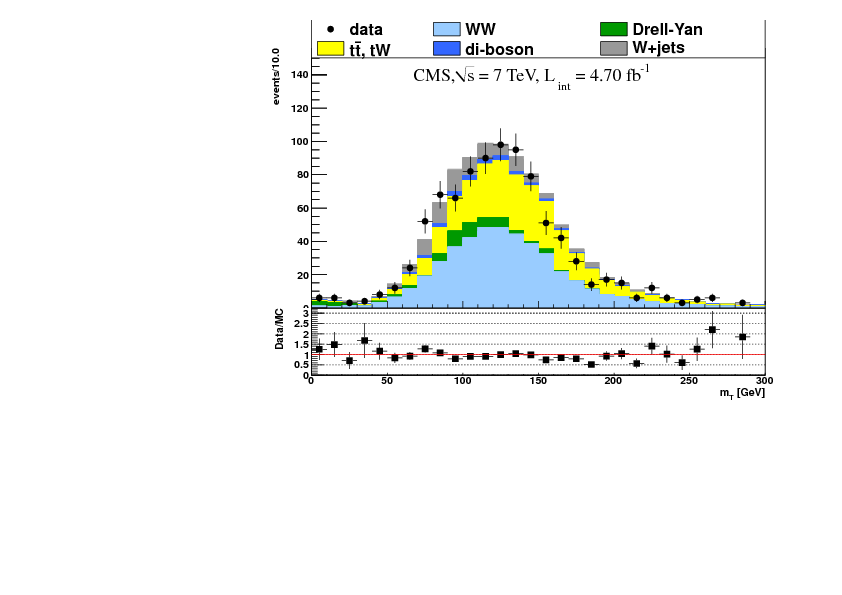 data WW Drell-Yan
tt̄, tW di-boson W+jets
CMS,√s = 7 TeV, L int = 4.70 fb⁻¹
events/10.0
140
120
100
80
60
40
20
0
Data/MC
3
2.5
2
1.5
1
0.5
0
0 50 100 150 200 250 300
m_T [GeV]